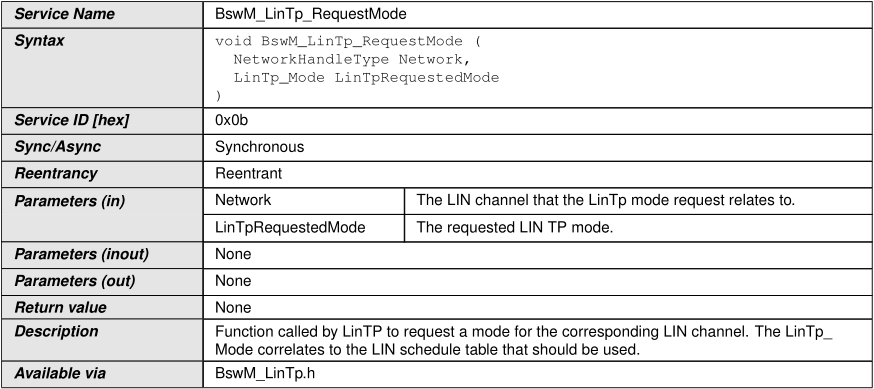 Service Name BswM_LinTp_RequestMode
Syntax void BswM_LinTp_RequestMode (
NetworkHandleType Network,
LinTp_Mode LinTpRequestedMode
)
Service ID [hex] 0x0b
Sync/Async Synchronous
Reentrancy Reentrant
Parameters (in) Network The LIN channel that the LinTp mode request relates to.
LinTpRequestedMode The requested LIN TP mode.
Parameters (inout) None
Parameters (out) None
Return value None
Description Function called by LinTP to request a mode for the corresponding LIN channel. The LinTp_
Mode correlates to the LIN schedule table that should be used.
Available via BswM_LinTp.h